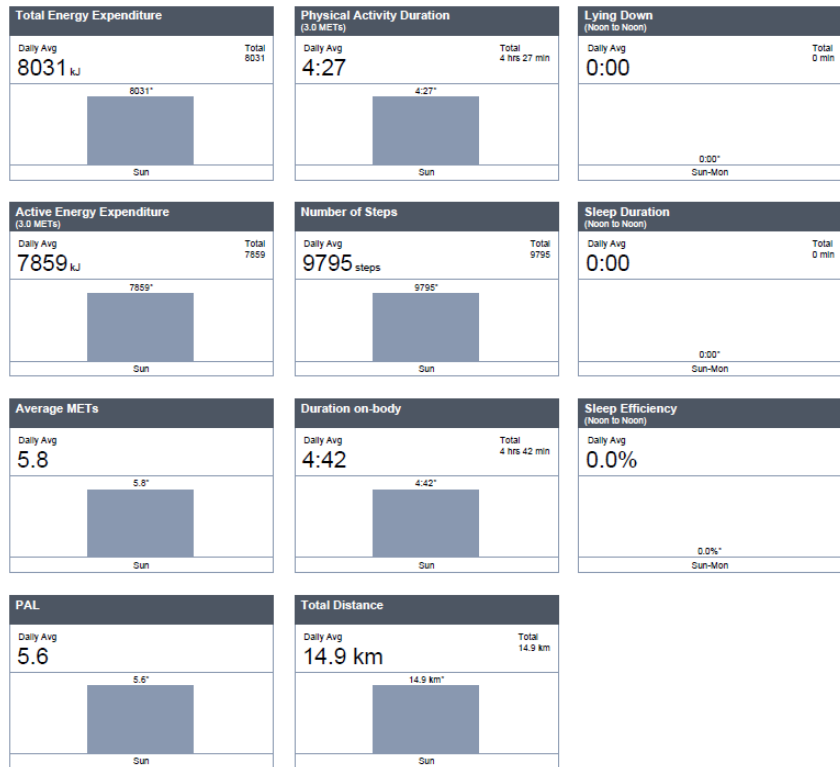 Total Energy Expenditure
Daily Avg
Total
8031 kJ
8031
8031*
Sun
Physical Activity Duration
(3.0 METs)
Daily Avg
Total
4:27
4 hrs 27 min
4:27*
Sun
Lying Down
(Noon to Noon)
Daily Avg
Total
0:00
0 min
0:00*
Sun-Mon
Active Energy Expenditure
(3.0 METs)
Daily Avg
Total
7859 kJ
7859
7859*
Sun
Number of Steps
Daily Avg
Total
9795 steps
9795
9795*
Sun
Sleep Duration
(Noon to Noon)
Daily Avg
Total
0:00
0 min
0:00*
Sun-Mon
Average METs
Daily Avg
5.8
5.8*
Sun
Duration on-body
Daily Avg
Total
4:42
4 hrs 42 min
4:42*
Sun
Sleep Efficiency
(Noon to Noon)
Daily Avg
0.0%
0.0%*
Sun-Mon
PAL
Daily Avg
5.6
5.6*
Sun
Total Distance
Daily Avg
Total
14.9 km
14.9 km
14.9 km*
Sun